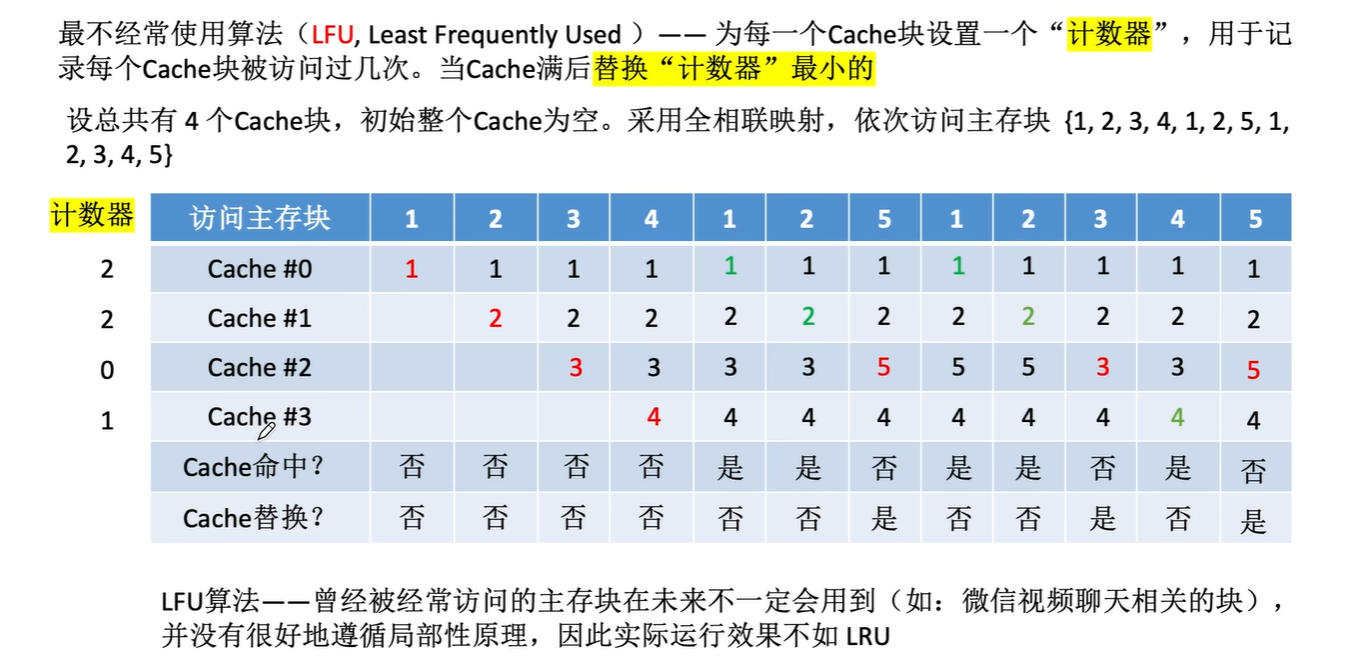 最不经常使用算法（LFU, Least Frequently Used ）—— 为每一个Cache块设置一个“计数器”，用于记
录每个Cache块被访问过几次。当Cache满后替换“计数器”最小的
设总共有 4 个Cache块，初始整个Cache为空。采用全相联映射，依次访问主存块 {1, 2, 3, 4, 1, 2, 5, 1,
2, 3, 4, 5}
计数器 访问主存块 1 2 3 4 1 2 5 1 2 3 4 5
2 Cache #0 1 1 1 1 1 1 1 1 1 1 1 1
2 Cache #1 2 2 2 2 2 2 2 2 2 2 2
0 Cache #2 3 3 3 3 5 5 5 3 3 5
1 Cache #3 4 4 4 4 4 4 4 4 4
Cache命中？ 否 否 否 否 是 是 否 是 是 否 是 否
Cache替换？ 否 否 否 否 否 否 是 否 否 是 否 是
LFU算法——曾经被经常访问的主存块在未来不一定会用到（如：微信视频聊天相关的块），
并没有很好地遵循局部性原理，因此实际运行效果不如 LRU